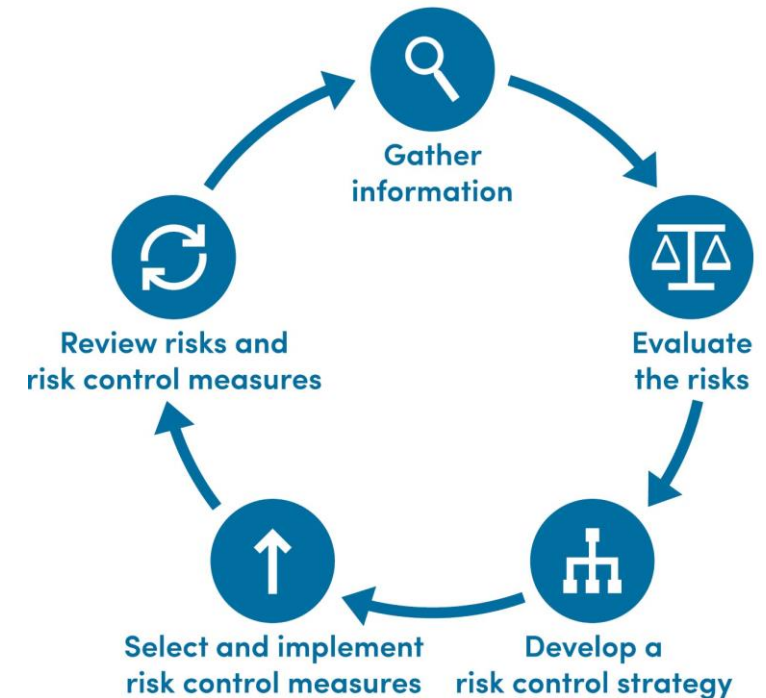 Gather
information
Evaluate
the risks
Develop a
risk control strategy
Select and implement
risk control measures
Review risks and
risk control measures